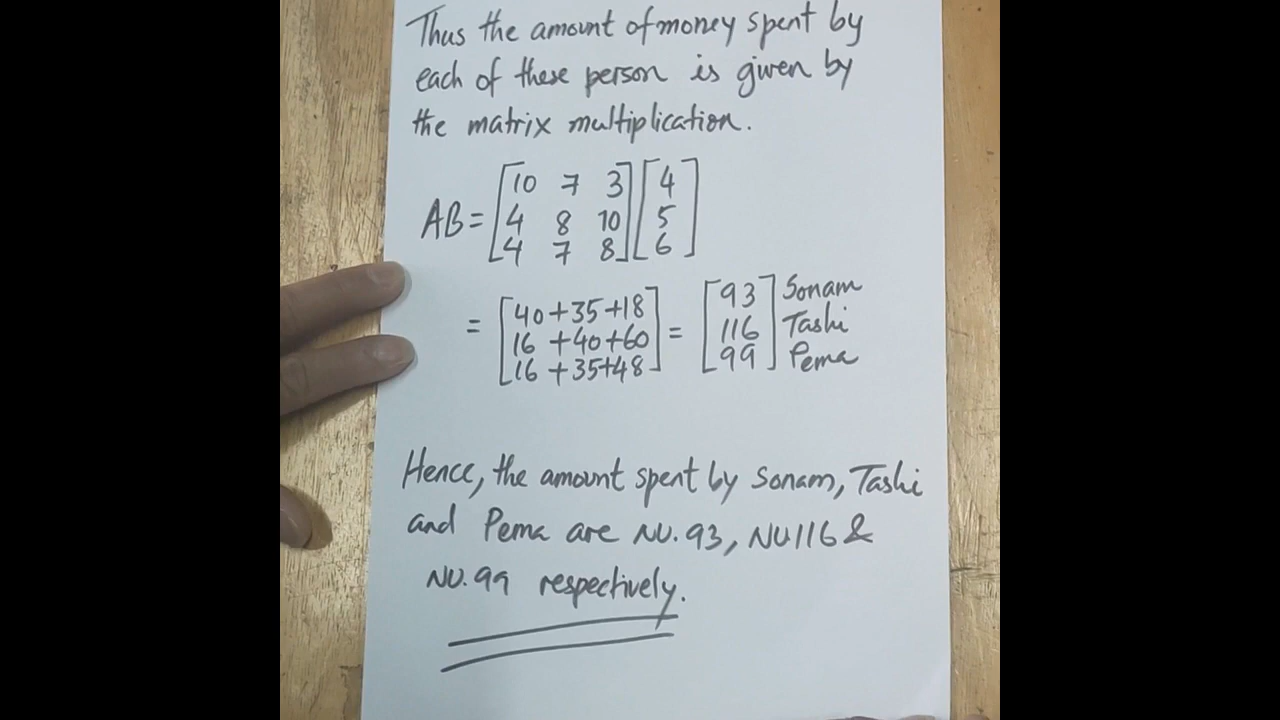 Thus the amount of money spent by
each of these person is given by
the matrix multiplication.
AB = [10 7 3] [4]
[4 8 10] [5]
[4 7 8] [6]
= [40+35+18] = [93] Sonam
[16+40+60] [116] Tashi
[16+35+48] [99] Pema
Hence, the amount spent by Sonam, Tashi
and Pema are NU.93, NU116 &
NU.99 respectively.